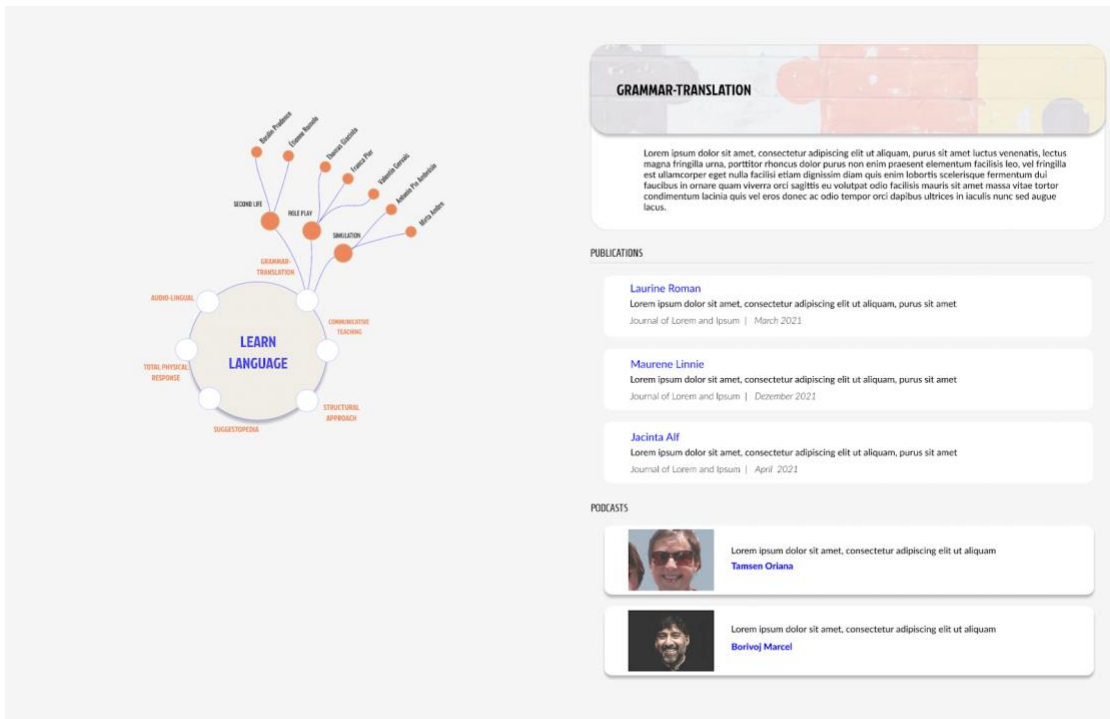 Basilio Prudence
Étienne Romolo
Thomas Giacinta
Franca Pier
Valentin Gervais
Antonin Pio Ambrosio
Mirta Ambre
SECOND LIFE
ROLE PLAY
SIMULATION
GRAMMAR-
TRANSLATION
AUDIO-LINGUAL
COMMUNICATIVE
TEACHING
LEARN
LANGUAGE
TOTAL PHYSICAL
RESPONSE
STRUCTURAL
APPROACH
SUGGESTOPEDIA
GRAMMAR-TRANSLATION
Lorem ipsum dolor sit amet, consectetur adipiscing elit ut aliquam, purus sit amet luctus venenatis, lectus
magna fringilla urna, porttitor rhoncus dolor purus non enim praesent elementum facilisis leo, vel fringilla
est ullamcorper eget nulla facilisi etiam dignissim diam quis enim lobortis scelerisque fermentum dui
faucibus in ornare quam viverra orci sagittis eu volutpat odio facilisis mauris sit amet massa vitae tortor
condimentum lacinia quis vel eros donec ac odio tempor orci dapibus ultrices in iaculis nunc sed augue
lacus.
PUBLICATIONS
Laurine Roman
Lorem ipsum dolor sit amet, consectetur adipiscing elit ut aliquam, purus sit amet
Journal of Lorem and Ipsum | March 2021
Maurene Linnie
Lorem ipsum dolor sit amet, consectetur adipiscing elit ut aliquam, purus sit amet
Journal of Lorem and Ipsum | Dezember 2021
Jacinta Alf
Lorem ipsum dolor sit amet, consectetur adipiscing elit ut aliquam, purus sit amet
Journal of Lorem and Ipsum | April 2021
PODCASTS
Lorem ipsum dolor sit amet, consectetur adipiscing elit ut aliquam
Tamsen Oriana
Lorem ipsum dolor sit amet, consectetur adipiscing elit ut aliquam
Borivoj Marcel